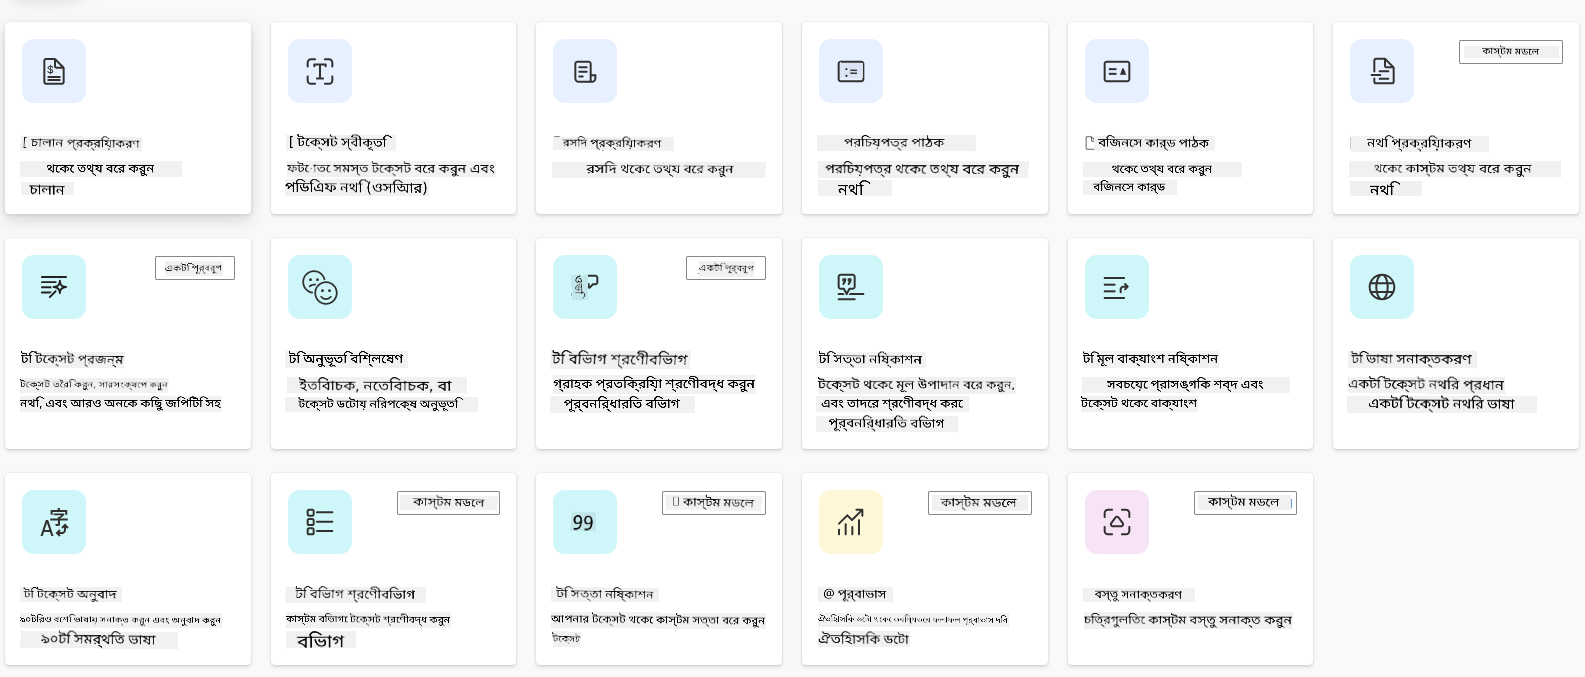 চালান প্রক্রিয়াকরণ
থেকে তথ্য বের করুন
চালান
[ টেক্সট স্বীকৃতি
ফটোতে সমস্ত টেক্সট বের করুন এবং
পিডিএফ নথি (ওসিআর)
রসিদ প্রক্রিয়াকরণ
রসিদ থেকে তথ্য বের করুন
পরিচয়পত্র পাঠক
পরিচয়পত্র থেকে তথ্য বের করুন
নথি
বিজনেস কার্ড পাঠক
থেকে তথ্য বের করুন
বিজনেস কার্ড
কাস্টম মডেল
নথি প্রক্রিয়াকরণ
থেকে কাস্টম তথ্য বের করুন
নথি
একটি পূর্বরূপ
টি টেক্সট প্রজন্ম
টেক্সট তৈরি করুন, সারসংক্ষেপ করুন
নথি, এবং আরও অনেক কিছু জিপিটি সহ
টি অনুভূতি বিশ্লেষণ
ইতিবাচক, নেতিবাচক, বা
টেক্সট ডেটায় নিরপেক্ষ অনুভূতি
একটি পূর্বরূপ
টি বিভাগ শ্রেণীবিভাগ
গ্রাহক প্রতিক্রিয়া শ্রেণীবদ্ধ করুন
পূর্বনির্ধারিত বিভাগ
টি সত্তা নিষ্কাশন
টেক্সট থেকে মূল উপাদান বের করুন,
এবং তাদের শ্রেণীবদ্ধ করে
পূর্বনির্ধারিত বিভাগ
টি মূল বাক্যাংশ নিষ্কাশন
সবচেয়ে প্রাসঙ্গিক শব্দ এবং
টেক্সট থেকে বাক্যাংশ
টি ভাষা সনাক্তকরণ
একটি টেক্সট নথির প্রধান
একটি টেক্সট নথির ভাষা
টি টেক্সট অনুবাদ
৯০টিরও বেশি ভাষায় সনাক্ত করুন এবং অনুবাদ করুন
৯০টি সমর্থিত ভাষা
কাস্টম মডেল
টি বিভাগ শ্রেণীবিভাগ
কাস্টম বিভাগে টেক্সট শ্রেণীবদ্ধ করুন
বিভাগ
কাস্টম মডেল
টি সত্তা নিষ্কাশন
আপনার টেক্সট থেকে কাস্টম সত্তা বের করুন
টেক্সট
কাস্টম মডেল
@ পূর্বাভাস
ঐতিহাসিক ডেটা
কাস্টম মডেল
বস্তু সনাক্তকরণ
চিত্রগুলিতে কাস্টম বস্তু সনাক্ত করুন